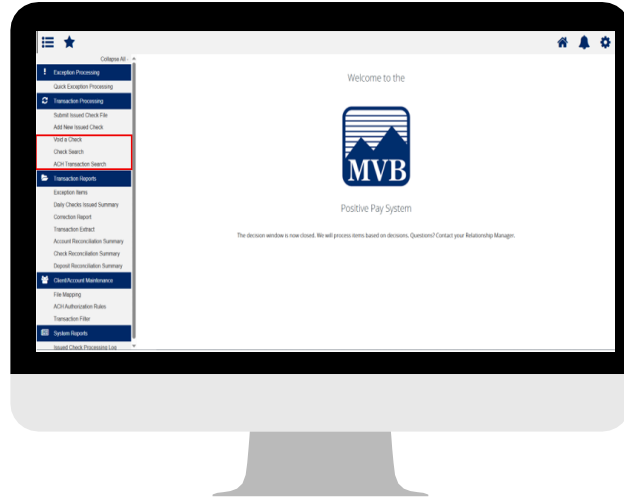 Collapse All -
Exception Processing
Quick Exception Processing
Transaction Processing
Submit Issued Check File
Add New Issued Check
Void a Check
Check Search
ACH Transaction Search
Transaction Reports
Exception Items
Daily Checks Issued Summary
Correction Report
Transaction Extract
Account Reconciliation Summary
Check Reconciliation Summary
Deposit Reconciliation Summary
Client/Account Maintenance
File Mapping
ACH Authorization Rules
Transaction Filter
System Reports
Issued Check Processing Log
Welcome to the
MVB
Positive Pay System
The decision window is now closed. We will process items based on decisions. Questions? Contact your Relationship Manager.